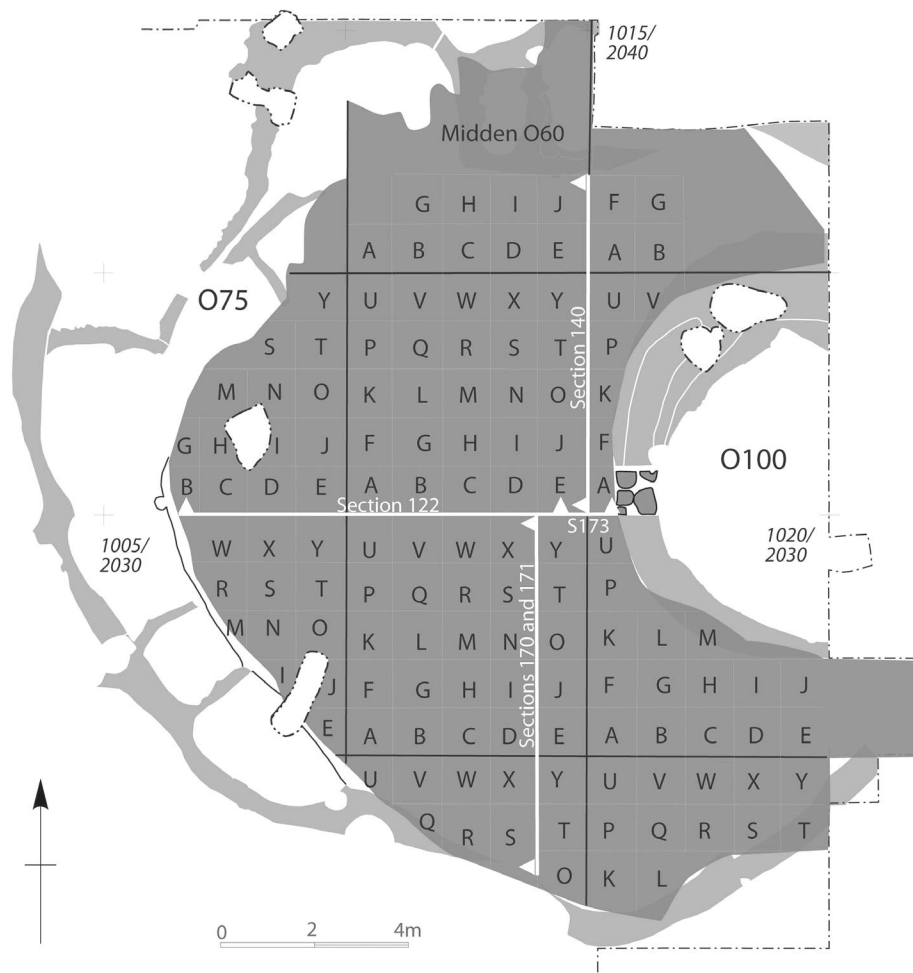 1015/
2040
Midden O60
G H I J F G
A B C D E A B
O75
Y U V W X Y U V
S T P Q R S T P
Section 140
M N O K L M N O K
G H I J F G H I J F
O100
B C D E A B C D E A
Section 122
S173
1005/
2030
1020/
2030
W X Y U V W X Y U
R S T P Q R S T P
M N O K L M N O K L M
Sections 170 and 171
I J F G H I J F G H I J
E A B C D E A B C D E
U V W X Y U V W X Y
Q R S T P Q R S T
O K L
0 2 4m